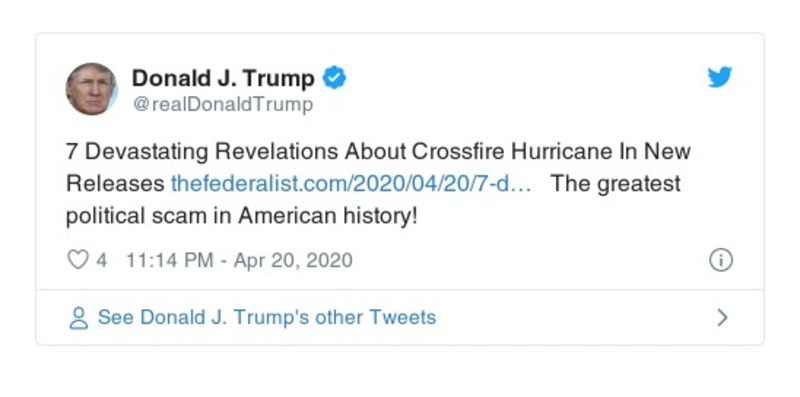 Donald J. Trump
@realDonaldTrump
7 Devastating Revelations About Crossfire Hurricane In New
Releases thefederalist.com/2020/04/20/7-d… The greatest
political scam in American history!
4 11:14 PM - Apr 20, 2020
See Donald J. Trump's other Tweets